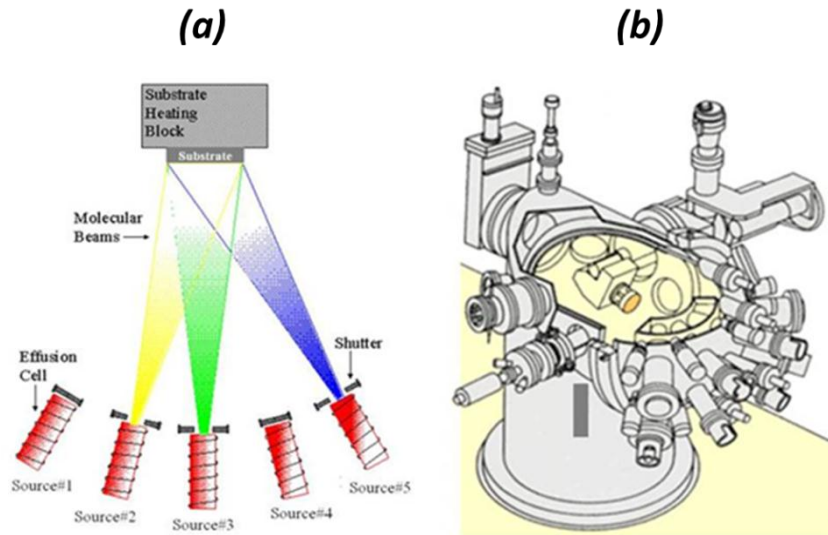 (a)
(b)
Substrate
Heating
Block
Substrate
Molecular
Beams
Shutter
Effusion
Cell
Source#1
Source#2
Source#3
Source#4
Source#5